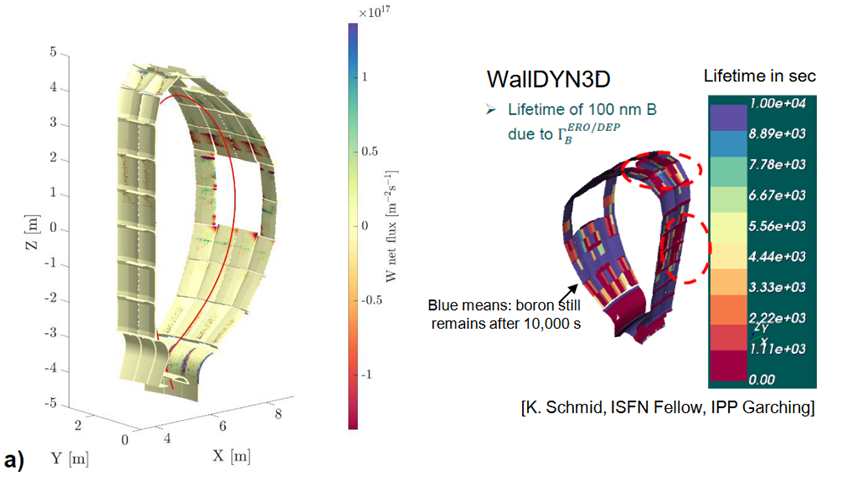 ×10¹⁷
5
4
3
2
1
0
-1
-2
-3
-4
-5
Z [m]
2
0
Y [m]
4
6
8
X [m]
1
0.5
0
-0.5
-1
W net flux [m⁻²s⁻¹]
a)
WallDYN3D
➢ Lifetime of 100 nm B
due to Γ_B^{ERO/DEP}
Lifetime in sec
1.00e+04
8.89e+03
7.78e+03
6.67e+03
5.56e+03
4.44e+03
3.33e+03
2.22e+03
Z Y
X
1.11e+03
0.00
Blue means: boron still
remains after 10,000 s
[K. Schmid, ISFN Fellow, IPP Garching]